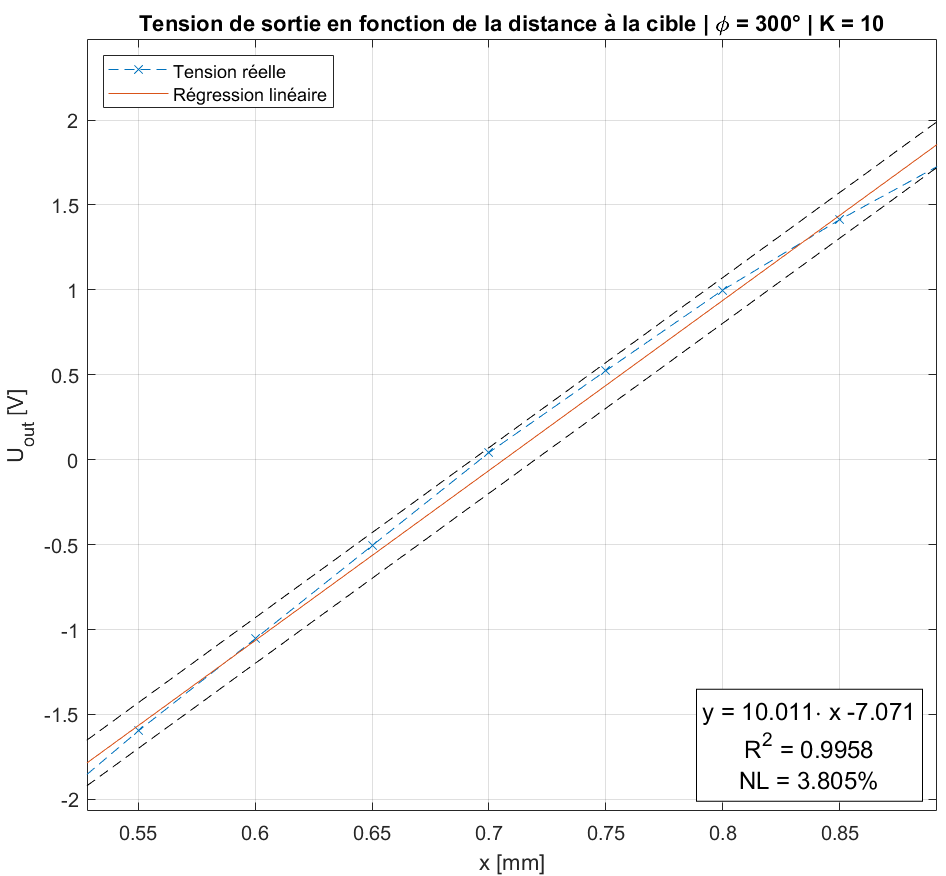 Tension de sortie en fonction de la distance à la cible | ϕ = 300° | K = 10
Tension réelle
Régression linéaire
2
1.5
1
0.5
0
-0.5
-1
-1.5
-2
U_out [V]
y = 10.011· x -7.071
R² = 0.9958
NL = 3.805%
0.55 0.6 0.65 0.7 0.75 0.8 0.85
x [mm]